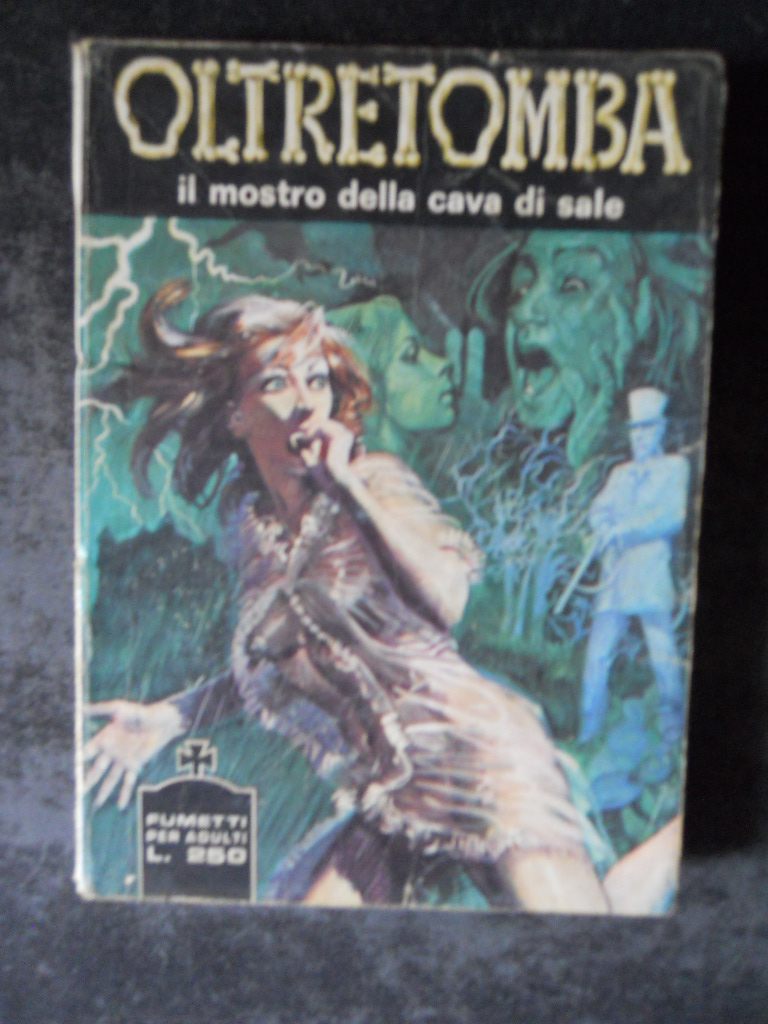 OLTRETOMBA
il mostro della cava di sale
FUMETTI
PER ADULTI
L. 250